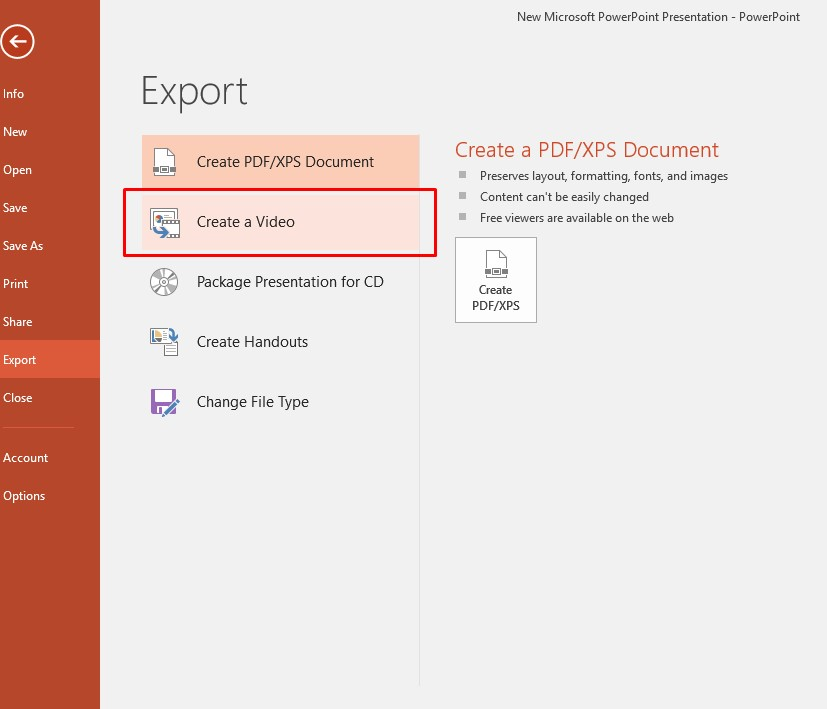 New Microsoft PowerPoint Presentation - PowerPoint
Info
New
Open
Save
Save As
Print
Share
Export
Close
Account
Options
Export
Create PDF/XPS Document
Create a Video
Package Presentation for CD
Create Handouts
Change File Type
Create a PDF/XPS Document
Preserves layout, formatting, fonts, and images
Content can't be easily changed
Free viewers are available on the web
Create
PDF/XPS